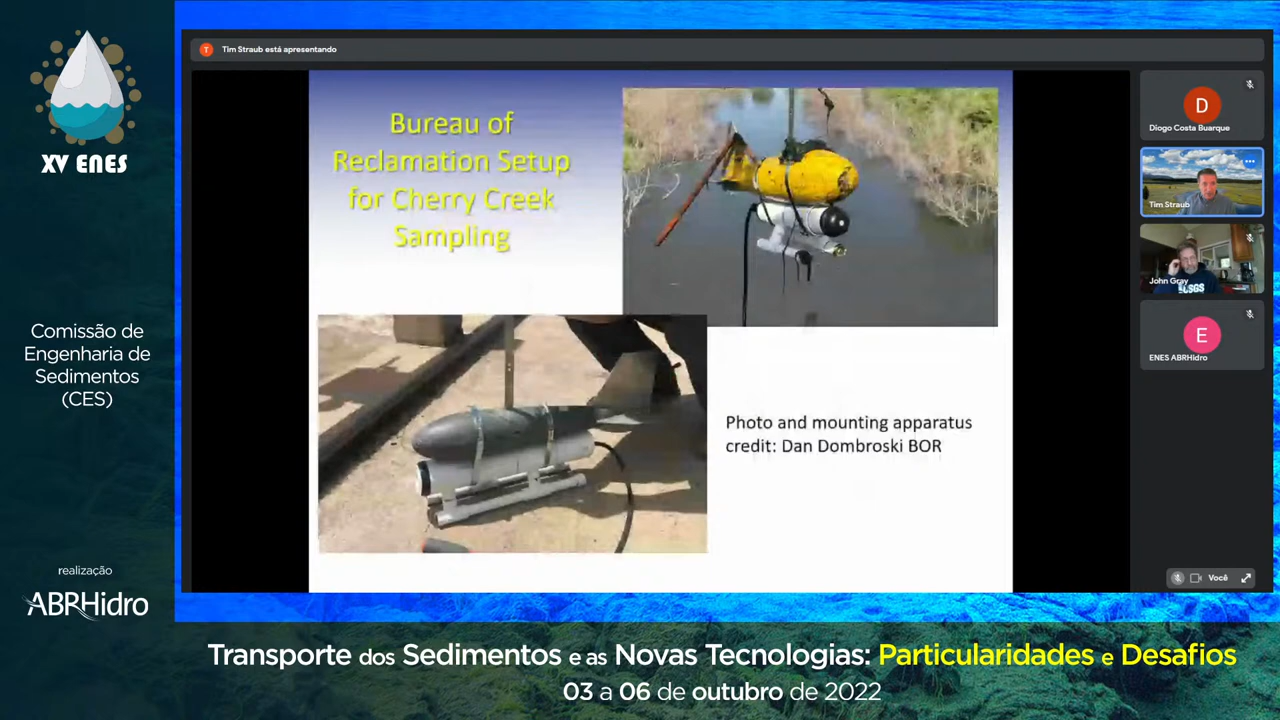 XV ENES
Comissão de
Engenharia de
Sedimentos
(CES)
realização
ABRHidro
T
Tim Straub está apresentando
Bureau of
Reclamation Setup
for Cherry Creek
Sampling
Photo and mounting apparatus
credit: Dan Dombroski BOR
D
Diogo Costa Buarque
Tim Straub
John Gray
USGS
E
ENES ABRHidro
Você
Transporte dos Sedimentos e as Novas Tecnologias: Particularidades e Desafios
03 a 06 de outubro de 2022